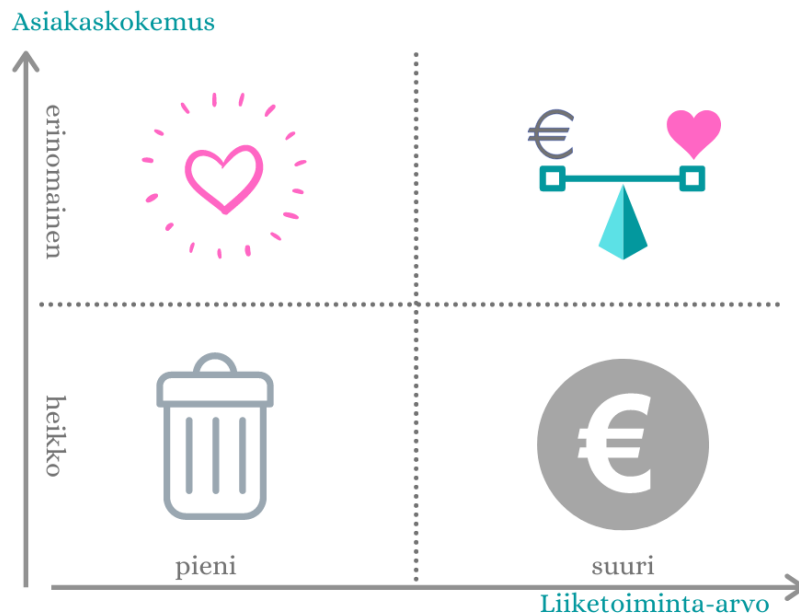 Asiakaskokemus
erinomainen
€
heikko
€
pieni
suuri
Liiketoiminta-arvo